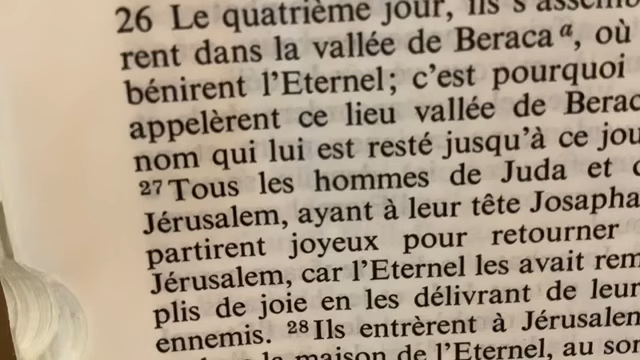 26 Le quatrième jour, ils s'assemb
rent dans la vallée de Beraca a, où
bénirent l'Eternel; c'est pourquoi
appelèrent ce lieu vallée de Berac
nom qui lui est resté jusqu'à ce jou
27 Tous les hommes de Juda et d
Jérusalem, ayant à leur tête Josapha
partirent joyeux pour retourner
Jérusalem, car l'Eternel les avait rem
plis de joie en les délivrant de leur
ennemis. 28 Ils entrèrent à Jérusalem
la maison de l'Eternel, au son